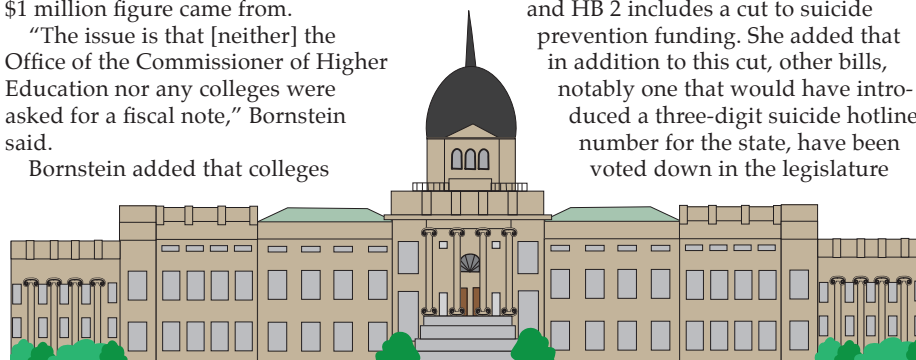 $1 million figure came from.
“The issue is that [neither] the
Office of the Commissioner of Higher
Education nor any colleges were
asked for a fiscal note,” Bornstein
said.
Bornstein added that colleges
and HB 2 includes a cut to suicide
prevention funding. She added that
in addition to this cut, other bills,
notably one that would have intro-
duced a three-digit suicide hotline
number for the state, have been
voted down in the legislature